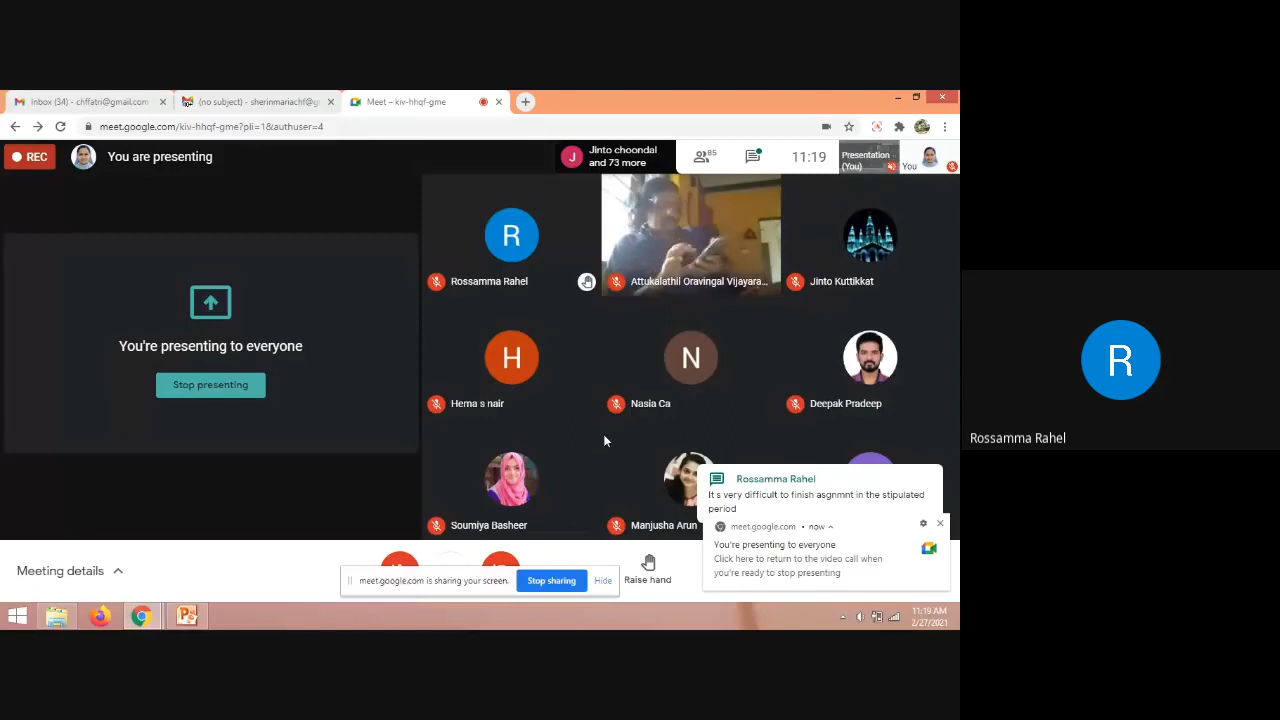 Inbox (34) - chffatri@gmail.com
(no subject) - sherinmariachf@g
Meet – kiv-hhqf-gme
meet.google.com/kiv-hhqf-gme?pli=1&authuser=4
REC
You are presenting
J
Jinto choondal
and 73 more
85
11:19
Presentation
(You)
You
R
Rossamma Rahel
Attukalathil Oravingal Vijayara...
Jinto Kuttikkat
You're presenting to everyone
Stop presenting
H
Hema s nair
N
Nasia Ca
Deepak Pradeep
Soumiya Basheer
Manjusha Arun
Rossamma Rahel
It s very difficult to finish asgnmnt in the stipulated
period
meet.google.com • now
You're presenting to everyone
Click here to return to the video call when
you're ready to stop presenting
Meeting details
meet.google.com is sharing your screen.
Stop sharing
Hide
Raise hand
11:19 AM
2/27/2021
R
Rossamma Rahel